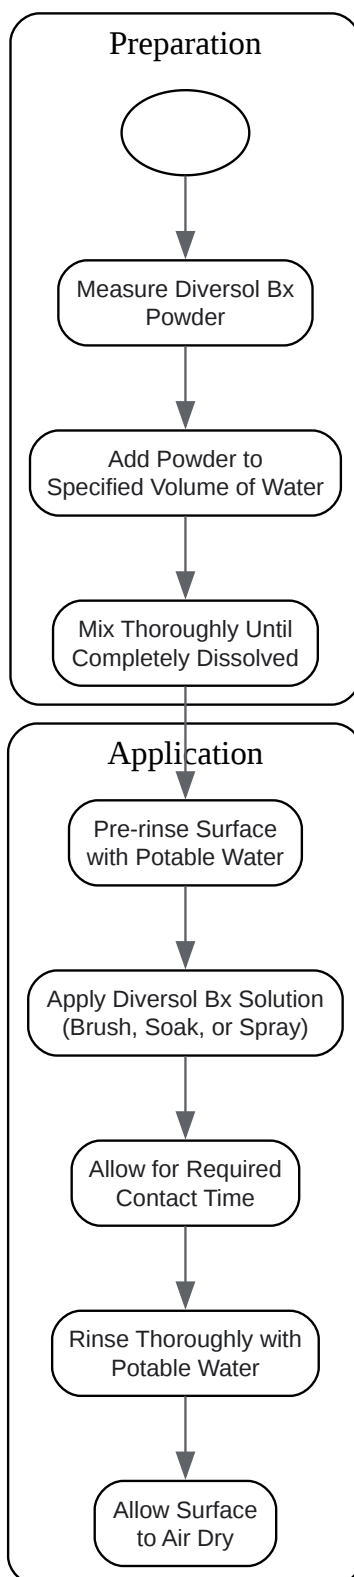 Preparation
Measure Diversol Bx
Powder
Add Powder to
Specified Volume of Water
Mix Thoroughly Until
Completely Dissolved
Application
Pre-rinse Surface
with Potable Water
Apply Diversol Bx Solution
(Brush, Soak, or Spray)
Allow for Required
Contact Time
Rinse Thoroughly with
Potable Water
Allow Surface
to Air Dry